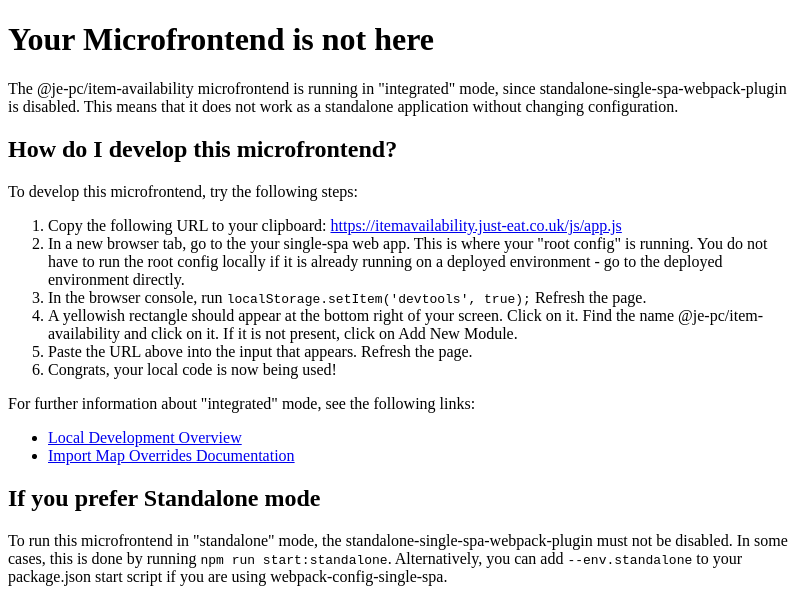 Your Microfrontend is not here
The @je-pc/item-availability microfrontend is running in "integrated" mode, since standalone-single-spa-webpack-plugin
is disabled. This means that it does not work as a standalone application without changing configuration.
How do I develop this microfrontend?
To develop this microfrontend, try the following steps:
1. Copy the following URL to your clipboard: https://itemavailability.just-eat.co.uk/js/app.js
2. In a new browser tab, go to the your single-spa web app. This is where your "root config" is running. You do not
have to run the root config locally if it is already running on a deployed environment - go to the deployed
environment directly.
3. In the browser console, run localStorage.setItem('devtools', true); Refresh the page.
4. A yellowish rectangle should appear at the bottom right of your screen. Click on it. Find the name @je-pc/item-
availability and click on it. If it is not present, click on Add New Module.
5. Paste the URL above into the input that appears. Refresh the page.
6. Congrats, your local code is now being used!
For further information about "integrated" mode, see the following links:
• Local Development Overview
• Import Map Overrides Documentation
If you prefer Standalone mode
To run this microfrontend in "standalone" mode, the standalone-single-spa-webpack-plugin must not be disabled. In some
cases, this is done by running npm run start:standalone. Alternatively, you can add --env.standalone to your
package.json start script if you are using webpack-config-single-spa.